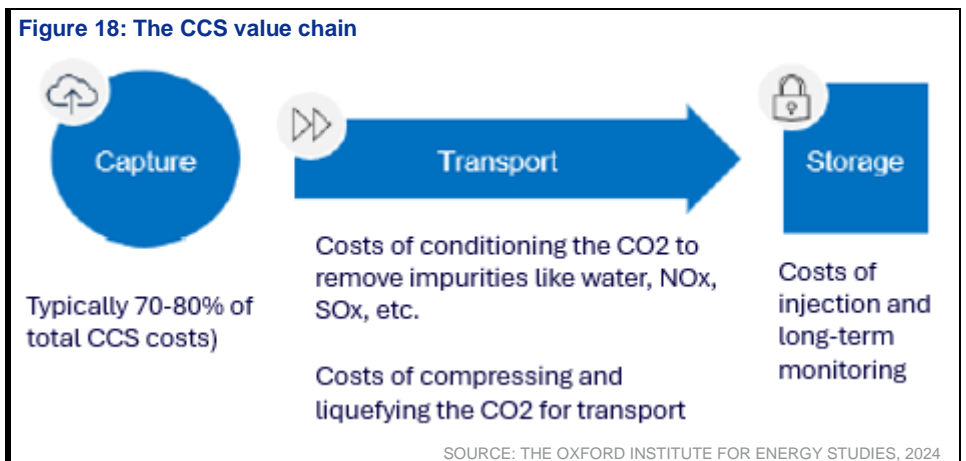 Figure 18: The CCS value chain
Capture
Transport
Storage
Typically 70-80% of
total CCS costs)
Costs of conditioning the CO2 to
remove impurities like water, NOx,
SOx, etc.
Costs of compressing and
liquefying the CO2 for transport
Costs of
injection and
long-term
monitoring
SOURCE: THE OXFORD INSTITUTE FOR ENERGY STUDIES, 2024